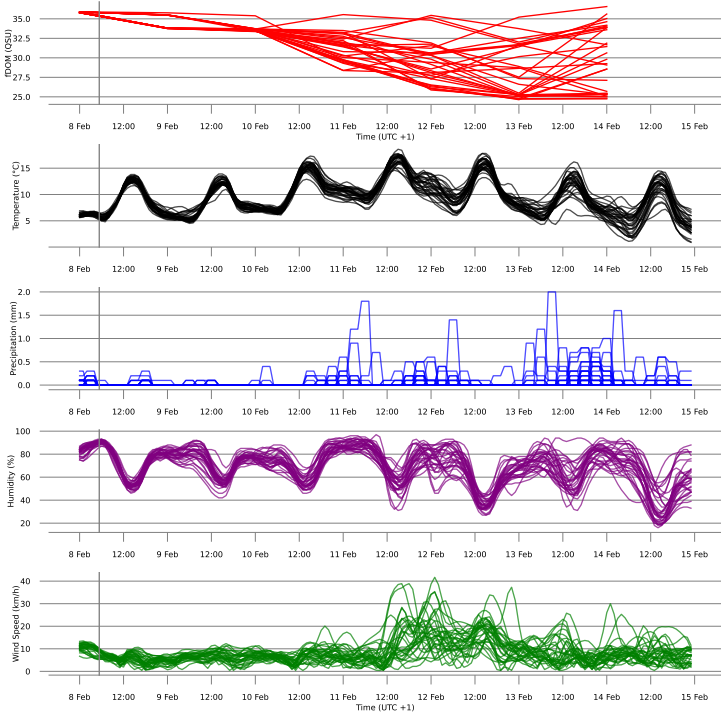 35.0
32.5
30.0
27.5
25.0
fDOM (QSU)
8 Feb 12:00 9 Feb 12:00 10 Feb 12:00 11 Feb 12:00 12 Feb 12:00 13 Feb 12:00 14 Feb 12:00 15 Feb
Time (UTC +1)
15
10
5
Temperature (°C)
8 Feb 12:00 9 Feb 12:00 10 Feb 12:00 11 Feb 12:00 12 Feb 12:00 13 Feb 12:00 14 Feb 12:00 15 Feb
2.0
1.5
1.0
0.5
0.0
Precipitation (mm)
8 Feb 12:00 9 Feb 12:00 10 Feb 12:00 11 Feb 12:00 12 Feb 12:00 13 Feb 12:00 14 Feb 12:00 15 Feb
100
80
60
40
20
Humidity (%)
8 Feb 12:00 9 Feb 12:00 10 Feb 12:00 11 Feb 12:00 12 Feb 12:00 13 Feb 12:00 14 Feb 12:00 15 Feb
40
30
20
10
0
Wind Speed (km/h)
8 Feb 12:00 9 Feb 12:00 10 Feb 12:00 11 Feb 12:00 12 Feb 12:00 13 Feb 12:00 14 Feb 12:00 15 Feb
Time (UTC +1)